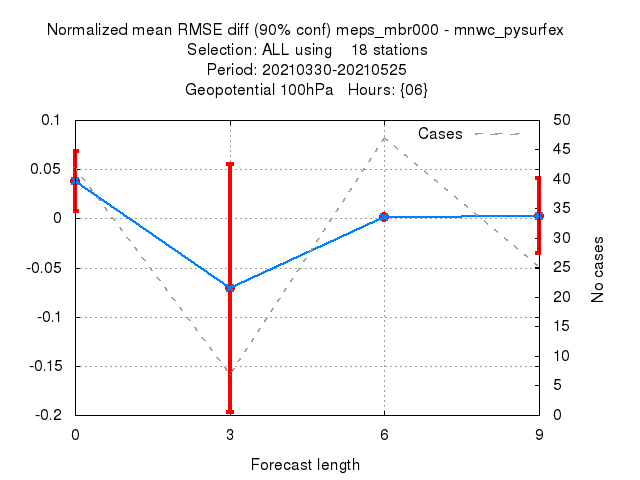 Normalized mean RMSE diff (90% conf) meps_mbr000 - mnwc_pysurfex
Selection: ALL using 18 stations
Period: 20210330-20210525
Geopotential 100hPa Hours: {06}
0.1
0.05
0
-0.05
-0.1
-0.15
-0.2
Cases
50
45
40
35
30
25
20
15
10
5
0
No cases
0 3 6 9
Forecast length